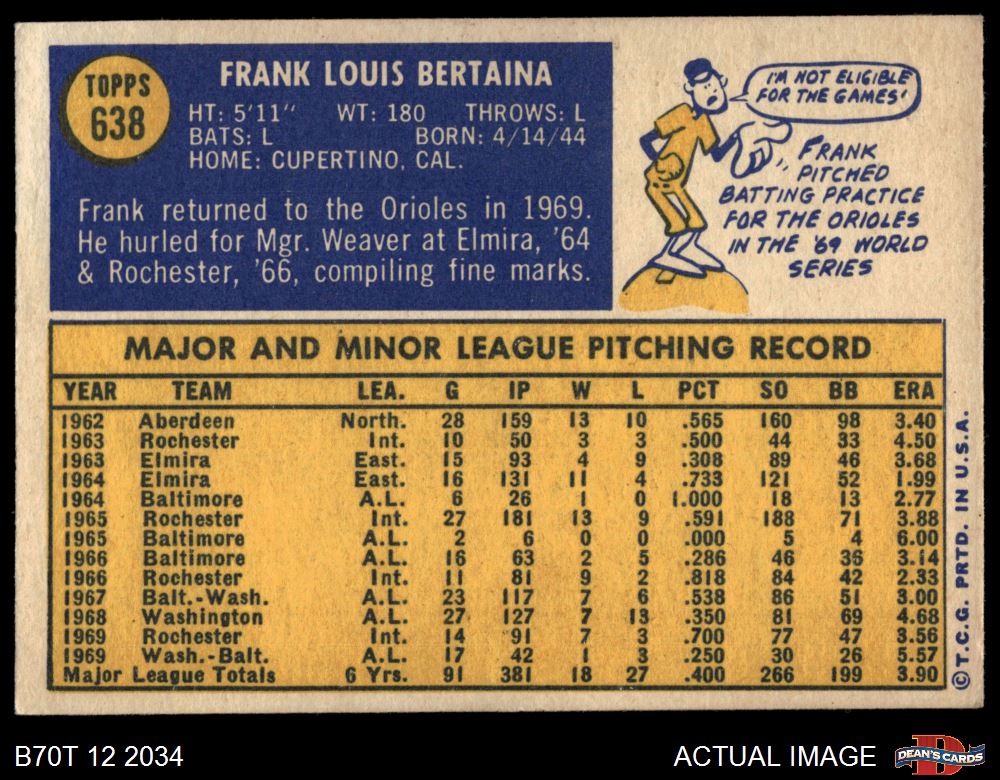 TOPPS
638
FRANK LOUIS BERTAINA
HT: 5'11" WT: 180 THROWS: L
BATS: L BORN: 4/14/44
HOME: CUPERTINO, CAL.
Frank returned to the Orioles in 1969.
He hurled for Mgr. Weaver at Elmira, '64
& Rochester, '66, compiling fine marks.
I'M NOT ELIGIBLE
FOR THE GAMES!
FRANK
PITCHED
BATTING PRACTICE
FOR THE ORIOLES
IN THE '69 WORLD
SERIES
MAJOR AND MINOR LEAGUE PITCHING RECORD
YEAR TEAM LEA. G IP W L PCT SO BB ERA
1962 Aberdeen North. 28 159 13 10 .565 160 98 3.40
1963 Rochester Int. 10 50 3 3 .500 44 33 4.50
1963 Elmira East. 15 93 4 9 .308 89 46 3.68
1964 Elmira East. 16 131 11 4 .733 121 52 1.99
1964 Baltimore A.L. 6 26 1 0 1.000 18 13 2.77
1965 Rochester Int. 27 181 13 9 .591 188 71 3.88
1965 Baltimore A.L. 2 6 0 0 .000 5 4 6.00
1966 Baltimore A.L. 16 63 2 5 .286 46 36 3.14
1966 Rochester Int. 11 81 9 2 .818 84 42 2.33
1967 Balt.-Wash. A.L. 23 117 7 6 .538 86 51 3.00
1968 Washington A.L. 27 127 7 13 .350 81 69 4.68
1969 Rochester Int. 14 91 7 3 .700 77 47 3.56
1969 Wash.-Balt. A.L. 17 42 1 3 .250 30 26 5.57
Major League Totals 6 Yrs. 91 381 18 27 .400 266 199 3.90
©T.C.G. PRTD. IN U.S.A.
B70T 12 2034
ACTUAL IMAGE
DEAN'S CARDS